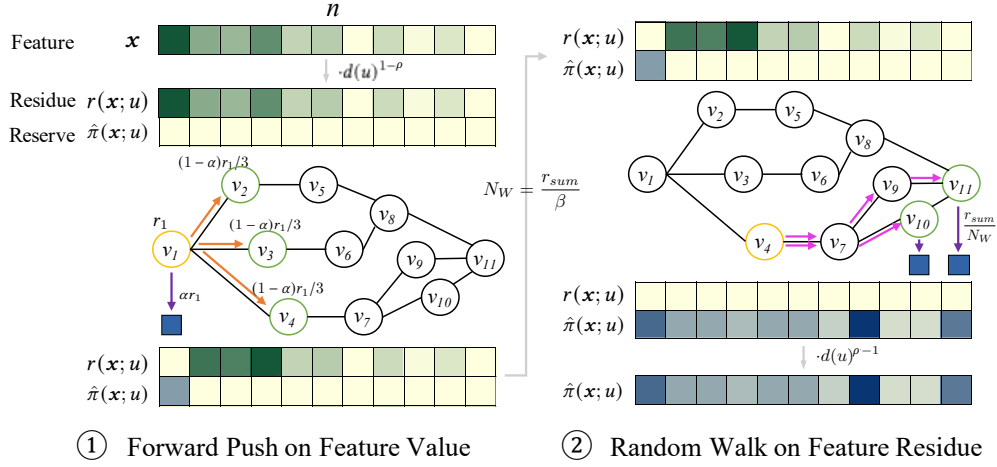 n
Feature x
·d(u)^{1−ρ}
Residue r(x;u)
Reserve π̂(x;u)
(1 − α)r₁/3
v₂
v₅
r₁
(1 − α)r₁/3
v₈
v₁
v₃
v₆
v₉
v₁₁
αr₁
(1 − α)r₁/3
v₁₀
v₄
v₇
r(x;u)
π̂(x;u)
① Forward Push on Feature Value
N_W = r_sum/β
r(x;u)
π̂(x;u)
v₂
v₅
v₈
v₁
v₃
v₆
v₉
v₁₁
v₁₀
r_sum/N_W
v₄
v₇
r(x;u)
π̂(x;u)
·d(u)^{ρ−1}
π̂(x;u)
② Random Walk on Feature Residue